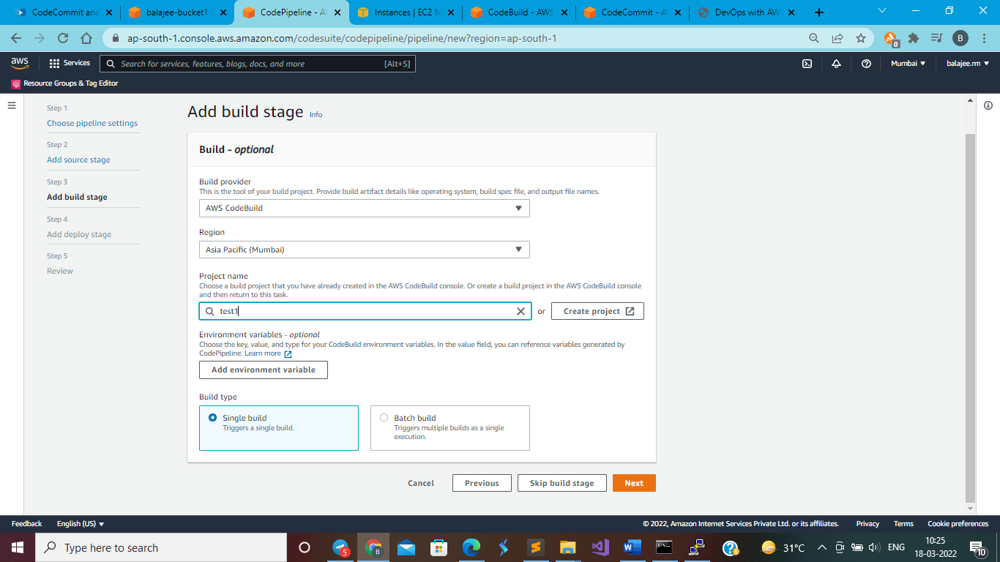 CodeCommit and
balajee-bucket1 -
CodePipeline - A
Instances | EC2 M
CodeBuild - AWS
CodeCommit - A
DevOps with AW
ap-south-1.console.aws.amazon.com/codesuite/codepipeline/pipeline/new?region=ap-south-1
0
B
aws
Services
Search for services, features, blogs, docs, and more
[Alt+S]
Mumbai
balajee.rm
Resource Groups & Tag Editor
Step 1
Choose pipeline settings
Step 2
Add source stage
Step 3
Add build stage
Step 4
Add deploy stage
Step 5
Review
Add build stage Info
Build - optional
Build provider
This is the tool of your build project. Provide build artifact details like operating system, build spec file, and output file names.
AWS CodeBuild
Region
Asia Pacific (Mumbai)
Project name
Choose a build project that you have already created in the AWS CodeBuild console. Or create a build project in the AWS CodeBuild console
and then return to this task.
test1
or
Create project
Environment variables - optional
Choose the key, value, and type for your CodeBuild environment variables. In the value field, you can reference variables generated by
CodePipeline. Learn more
Add environment variable
Build type
Single build
Triggers a single build.
Batch build
Triggers multiple builds as a single
execution.
Cancel
Previous
Skip build stage
Next
Feedback
English (US)
© 2022, Amazon Internet Services Private Ltd. or its affiliates.
Privacy
Terms
Cookie preferences
Type here to search
5
B
31°C
ENG
10:25
18-03-2022
10